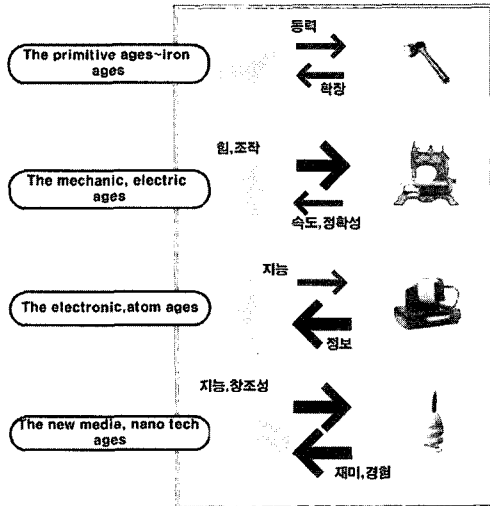 동력
The primitive ages~iron
ages
확장
힘,조작
The mechanic, electric
ages
속도,정확성
지능
The electronic,atom ages
정보
지능,창조성
The new media, nano tech
ages
재미,경험